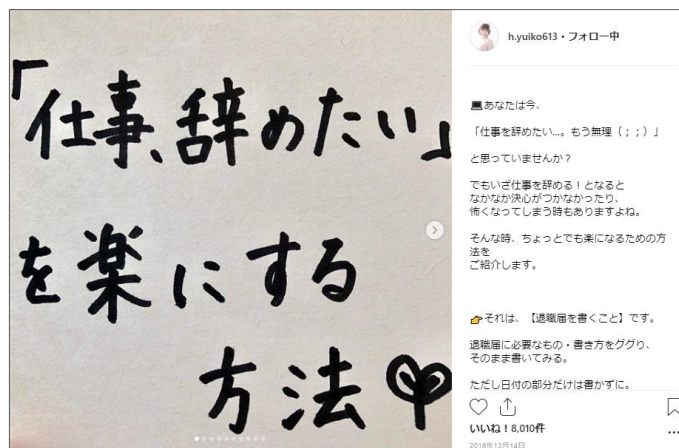 「仕事、辞めたい」
を楽にする
方法
h.yuiko613・フォロー中
💻あなたは今、
「仕事を辞めたい...。もう無理（；；）」
と思っていませんか？
でもいざ仕事を辞める！となると
なかなか決心がつかなかったり、
怖くなってしまう時もありますよね。
そんな時、ちょっとでも楽になるための方
法を
ご紹介します。
👉それは、【退職届を書くこと】です。
退職届に必要なもの・書き方をググり、
そのまま書いてみる。
ただし日付の部分だけは書かずに。
いいね！8,010件
2018年12月14日